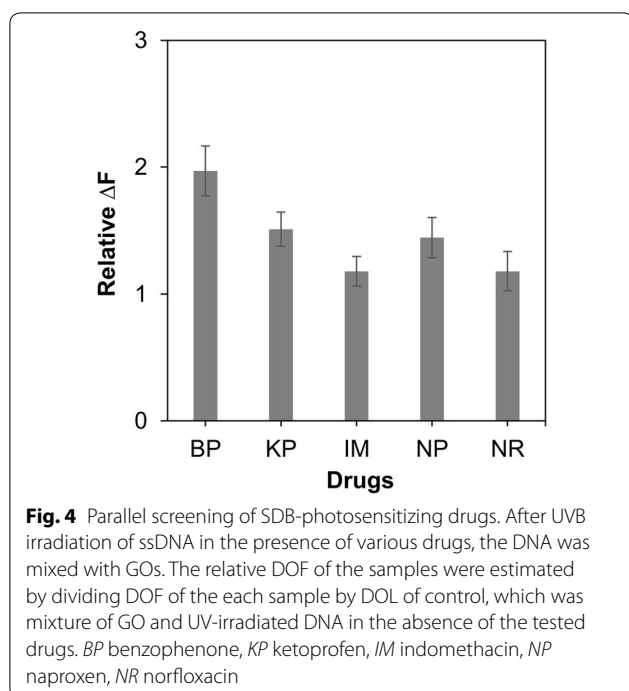 3
2
1
0
Relative ΔF
BP KP IM NP NR
Drugs
Fig. 4 Parallel screening of SDB-photosensitizing drugs. After UVB
irradiation of ssDNA in the presence of various drugs, the DNA was
mixed with GOs. The relative DOF of the samples were estimated
by dividing DOF of the each sample by DOL of control, which was
mixture of GO and UV-irradiated DNA in the absence of the tested
drugs. BP benzophenone, KP ketoprofen, IM indomethacin, NP
naproxen, NR norfloxacin